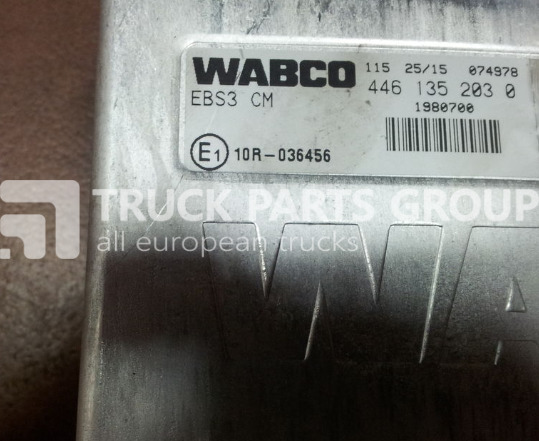 WABCO
115 25/15 074978
446 135 203 0
EBS3 CM
1980700
E1 10R-036456
TRUCK PARTS GROUP
all european trucks
WA